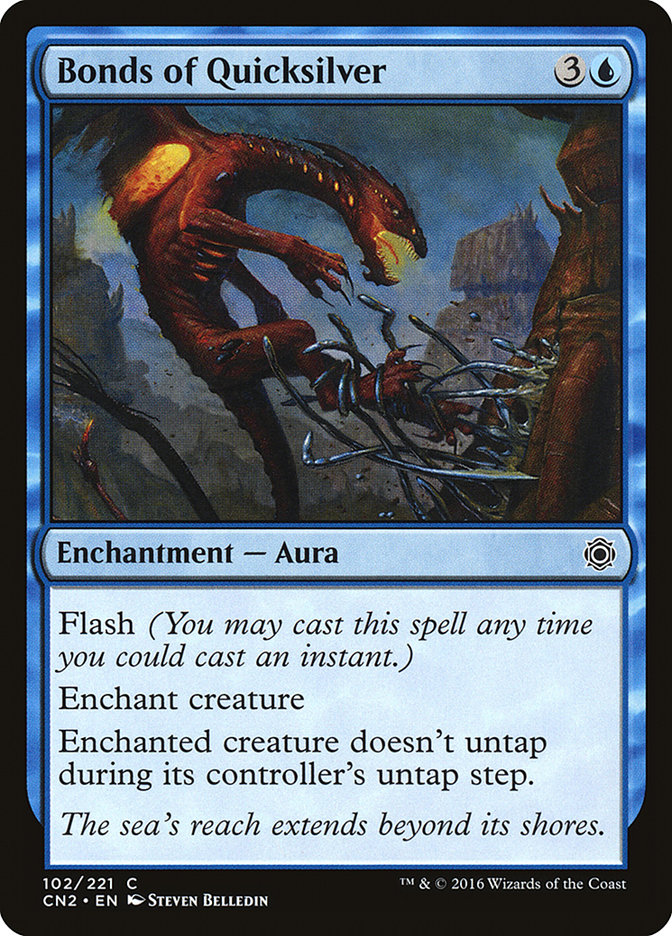 Bonds of Quicksilver 3
Enchantment — Aura
Flash (You may cast this spell any time
you could cast an instant.)
Enchant creature
Enchanted creature doesn't untap
during its controller's untap step.
The sea's reach extends beyond its shores.
102/221 C
™ & © 2016 Wizards of the Coast
CN2 • EN Steven Belledin